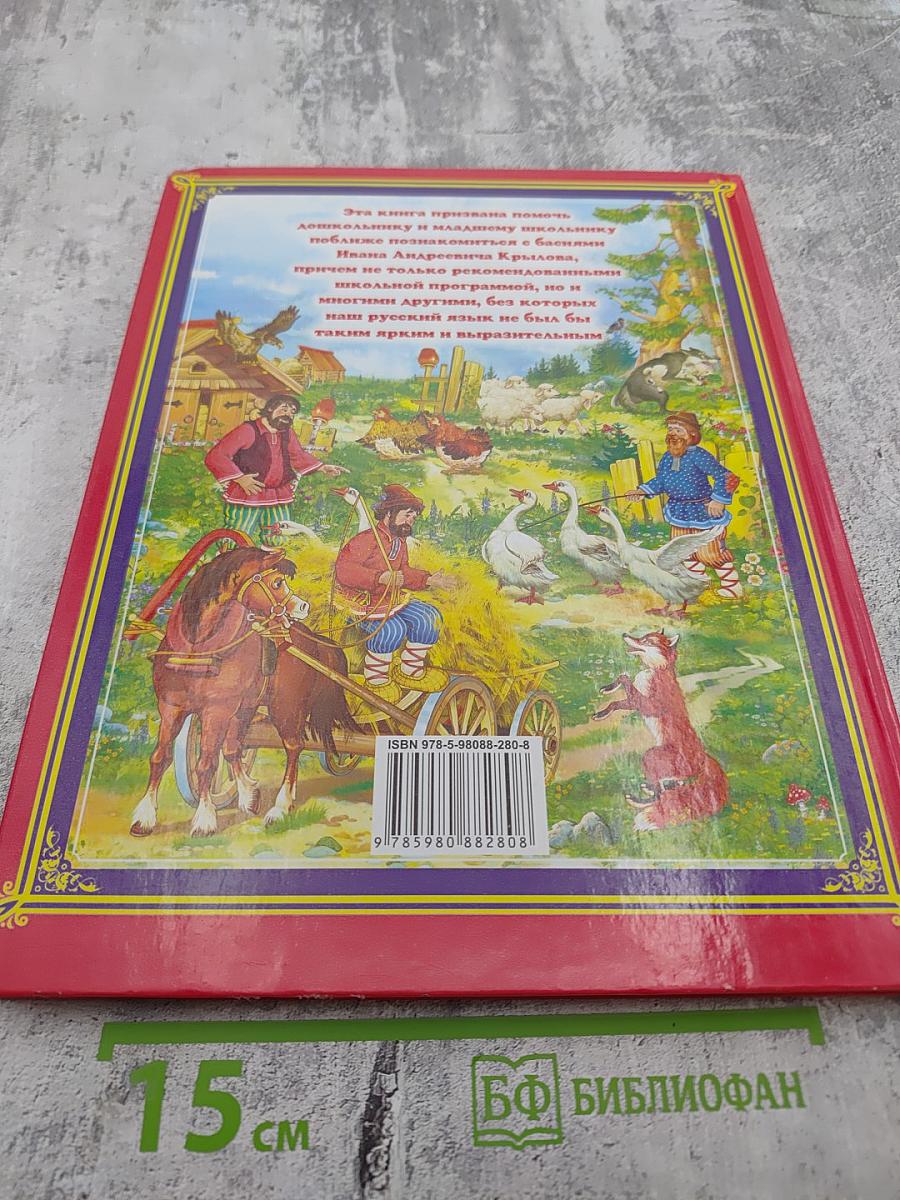 Эта книга призвана помочь
дошкольнику и младшему школьнику
поближе познакомиться с баснями
Ивана Андреевича Крылова,
причем не только рекомендованными
школьной программой, но и
многими другими, без которых
наш русский язык не был бы
таким ярким и выразительным
ISBN 978-5-98088-280-8
9 785980 882808
15 см
БФ БИБЛИОФАН